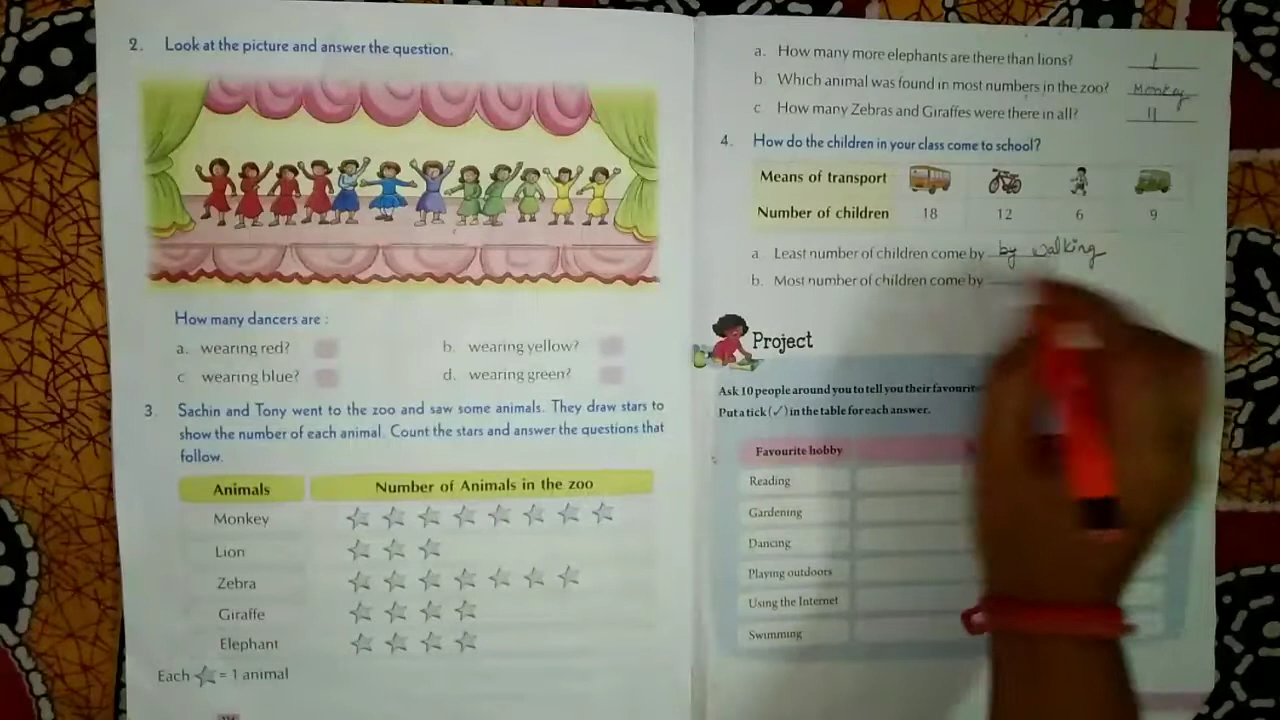 2. Look at the picture and answer the question.
How many dancers are :
a. wearing red?
b. wearing yellow?
c wearing blue?
d. wearing green?
3. Sachin and Tony went to the zoo and saw some animals. They draw stars to
show the number of each animal. Count the stars and answer the questions that
follow.
Animals Number of Animals in the zoo
Monkey
Lion
Zebra
Giraffe
Elephant
Each = 1 animal
a. How many more elephants are there than lions? 1
b Which animal was found in most numbers in the zoo? Monkey
c How many Zebras and Giraffes were there in all? 11
4. How do the children in your class come to school?
Means of transport
Number of children 18 12 6 9
a Least number of children come by by walking
b. Most number of children come by
Project
Ask 10 people around you to tell you their
Put a tick (✓) in the table for each answer.
Favourite hobby
Reading
Gardening
Dancing
Playing outdoors
Using the Internet
Swimming